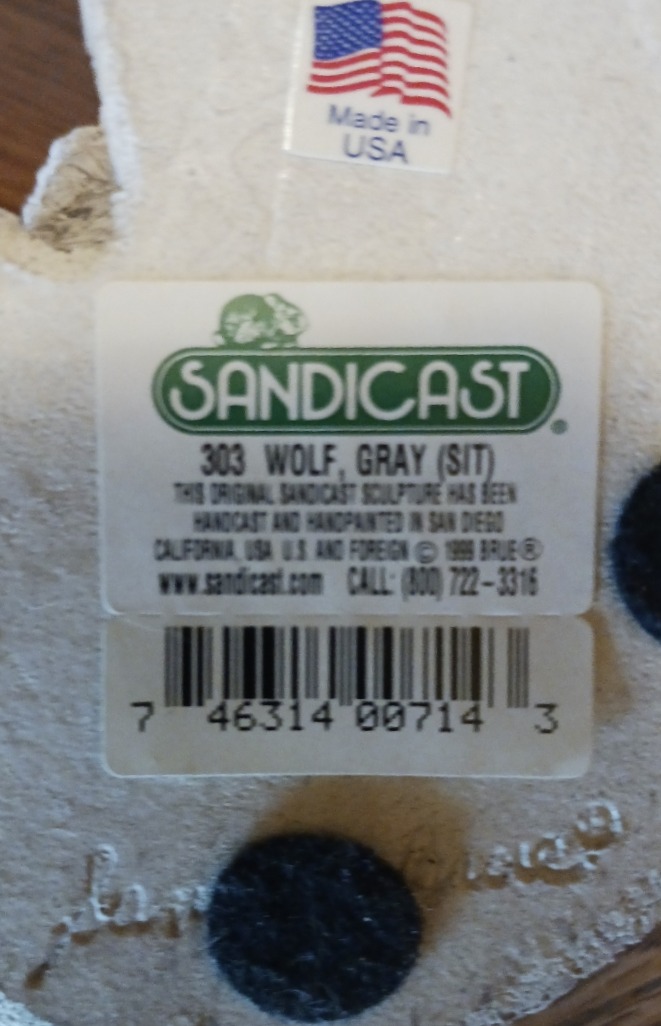 Made in
USA
SANDICAST®
303 WOLF, GRAY (SIT)
THIS ORIGINAL SANDICAST SCULPTURE HAS BEEN
HANDCAST AND HANDPAINTED IN SAN DIEGO
CALIFORNIA, USA U.S. AND FOREIGN © 1999 BRUE®
www.sandicast.com CALL: (800) 722-3316
7 46314 00714 3